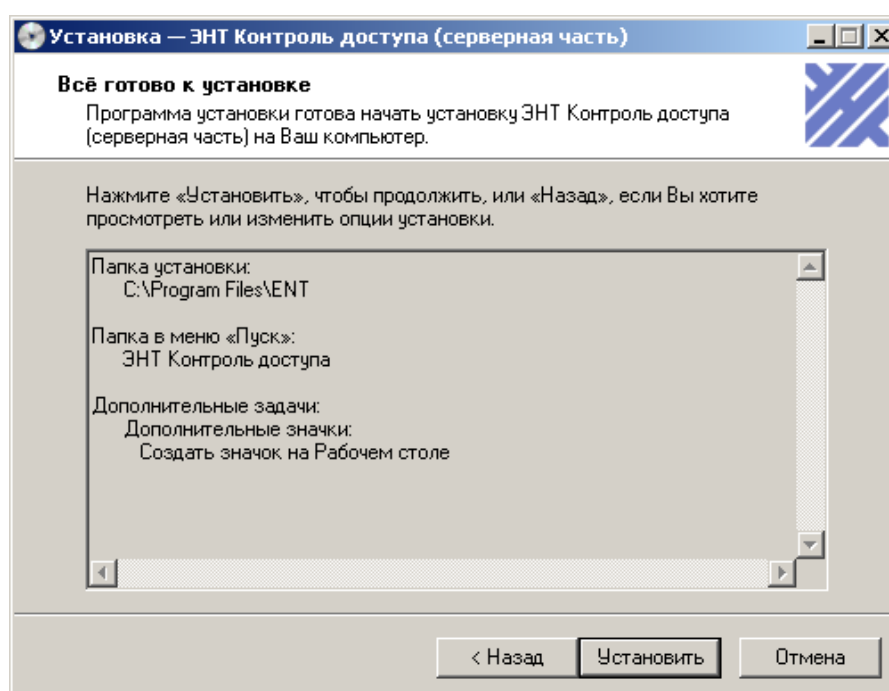 Установка — ЭНТ Контроль доступа (серверная часть)
Всё готово к установке
Программа установки готова начать установку ЭНТ Контроль доступа
(серверная часть) на Ваш компьютер.
Нажмите «Установить», чтобы продолжить, или «Назад», если Вы хотите
просмотреть или изменить опции установки.
Папка установки:
C:\Program Files\ENT
Папка в меню «Пуск»:
ЭНТ Контроль доступа
Дополнительные задачи:
Дополнительные значки:
Создать значок на Рабочем столе
< Назад
Установить
Отмена